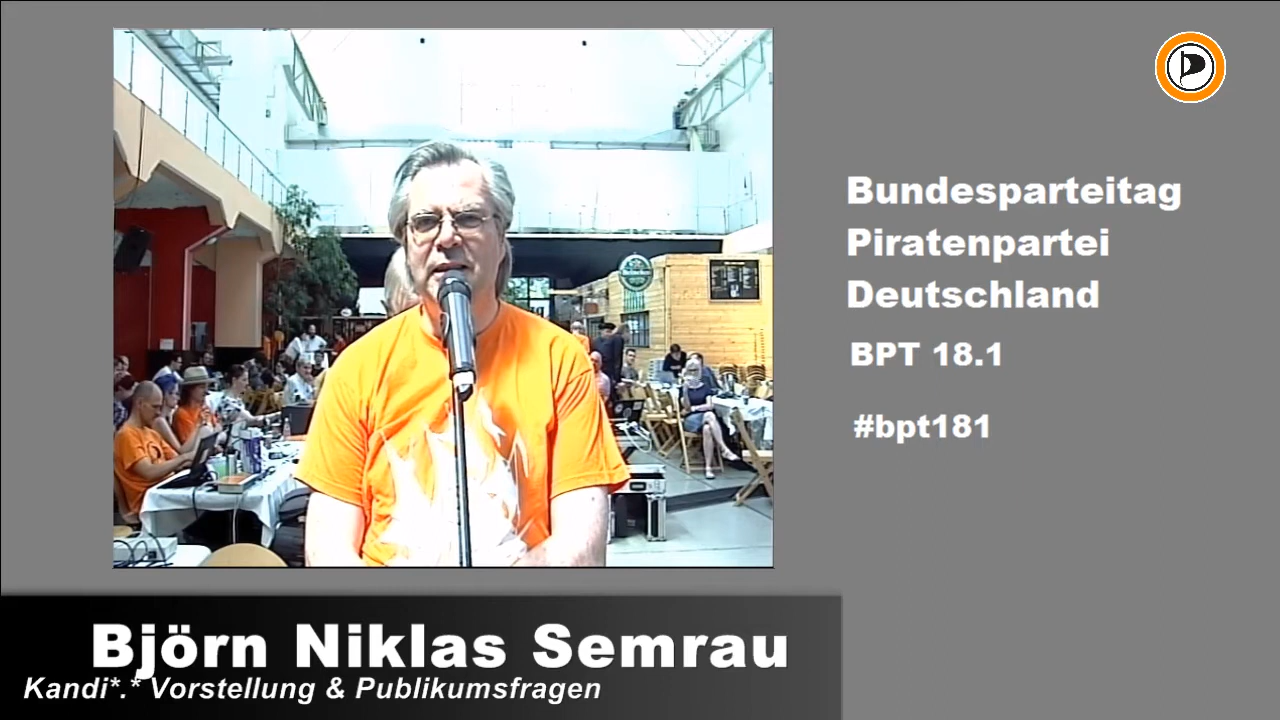 Bundesparteitag
Piratenpartei
Deutschland
BPT 18.1
#bpt181
Björn Niklas Semrau
Kandi*.* Vorstellung & Publikumsfragen